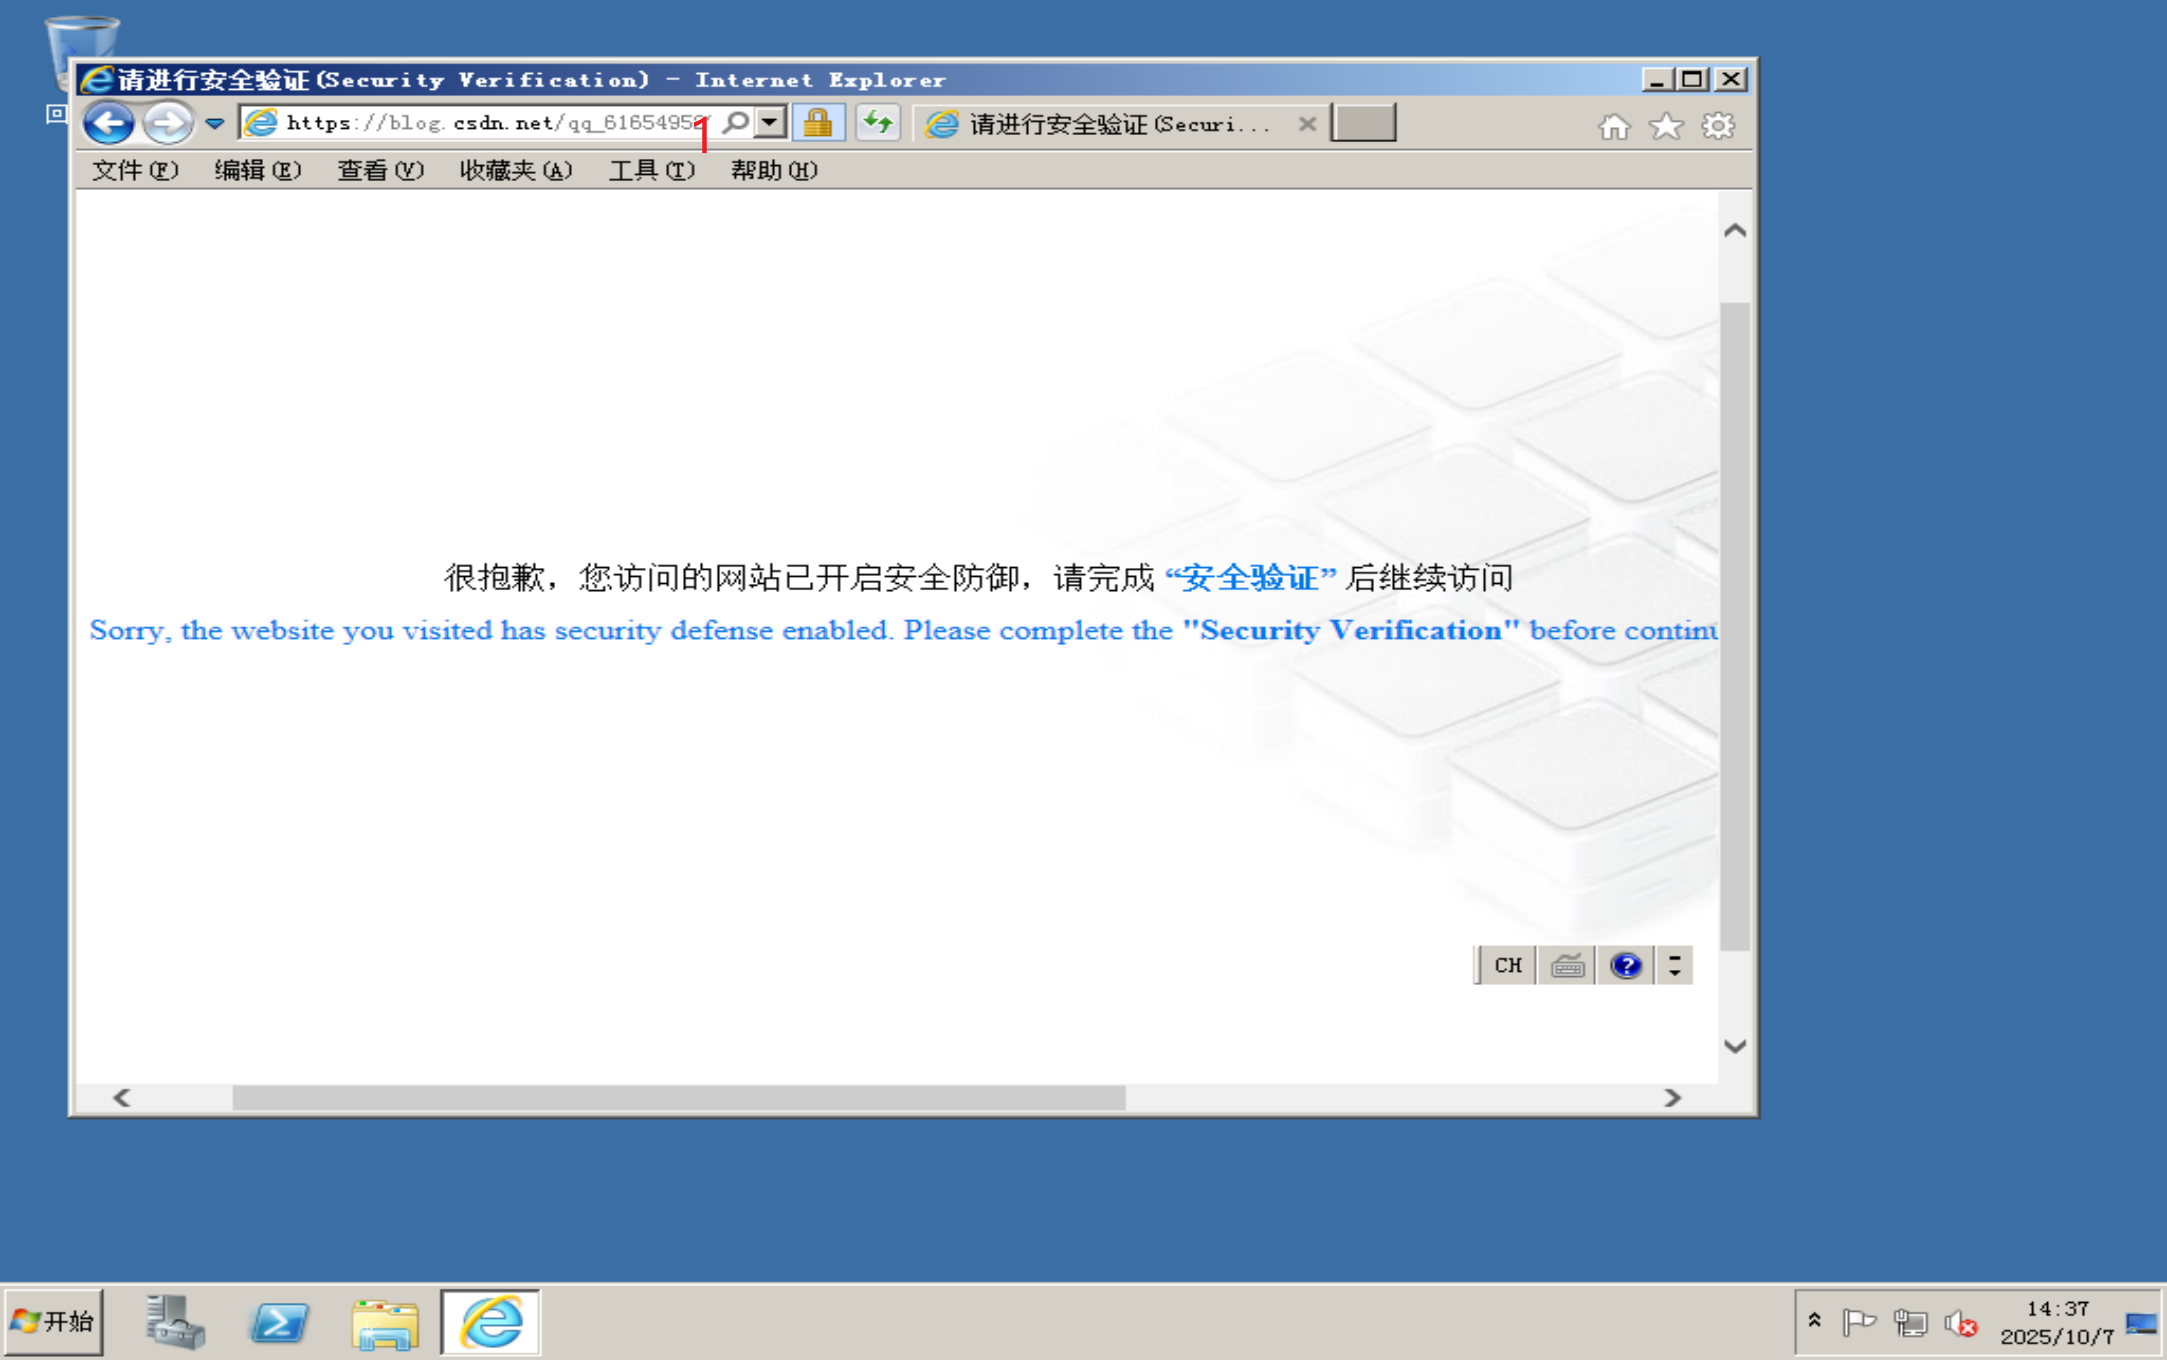 回
请进行安全验证(Security Verification) - Internet Explorer
https://blog.csdn.net/qq_6165495
请进行安全验证(Securi...
1
文件(F) 编辑(E) 查看(V) 收藏夹(A) 工具(T) 帮助(H)
很抱歉，您访问的网站已开启安全防御，请完成“安全验证”后继续访问
Sorry, the website you visited has security defense enabled. Please complete the "Security Verification" before continu
CH
开始
14:37
2025/10/7